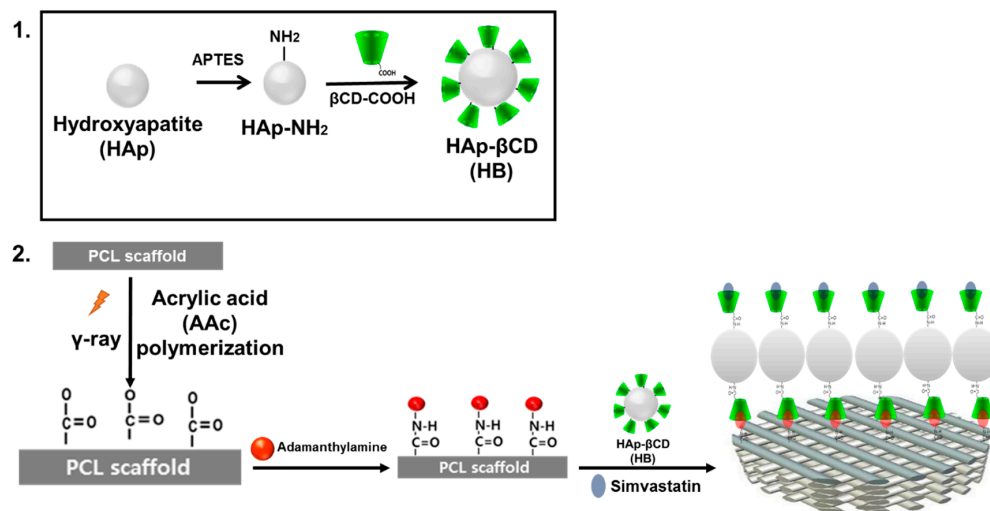 1.
NH2
APTES
COOH
βCD-COOH
Hydroxyapatite
(HAp)
HAp-NH2
HAp-βCD
(HB)
2.
PCL scaffold
γ-ray
Acrylic acid
(AAc)
polymerization
O
C=O
O
C=O
O
C=O
PCL scaffold
Adamanthylamine
N-H
C=O
N-H
C=O
N-H
C=O
PCL scaffold
HAp-βCD
(HB)
Simvastatin